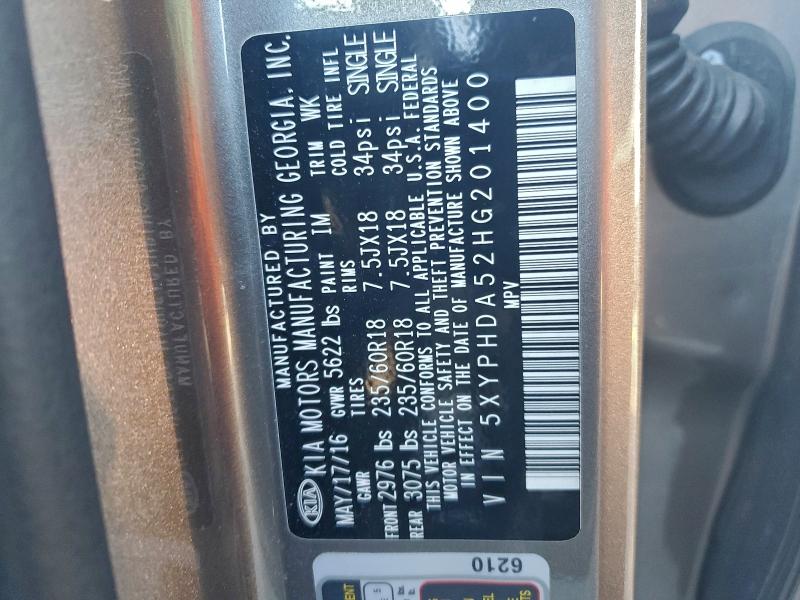 MANUFACTURED BY
KIA KIA MOTORS MANUFACTURING GEORGIA, INC.
MAY/17/16 GVWR 5622 lbs PAINT IM TRIM WK
GAWR TIRES RIMS COLD TIRE INFL
FRONT 2976 lbs 235/60R18 7.5JX18 34psi SINGLE
REAR 3075 lbs 235/60R18 7.5JX18 34psi SINGLE
THIS VEHICLE CONFORMS TO ALL APPLICABLE U.S.A. FEDERAL
MOTOR VEHICLE SAFETY AND THEFT PREVENTION STANDARDS
IN EFFECT ON THE DATE OF MANUFACTURE SHOWN ABOVE
VIN 5XYPHDA52HG201400
MPV
6210